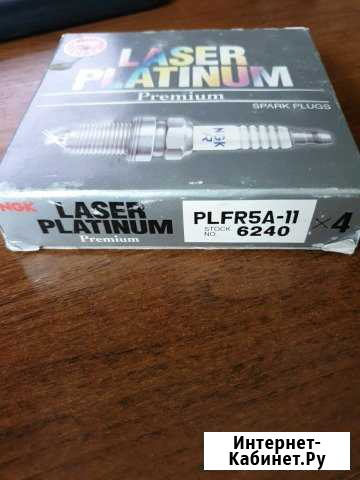 LASER
PLATINUM
Premium
SPARK PLUGS
NGK
R
NGK
LASER
PLATINUM
Premium
PLFR5A-11
STOCK NO. 6240
×4
Интернет-
Кабинет.Ру